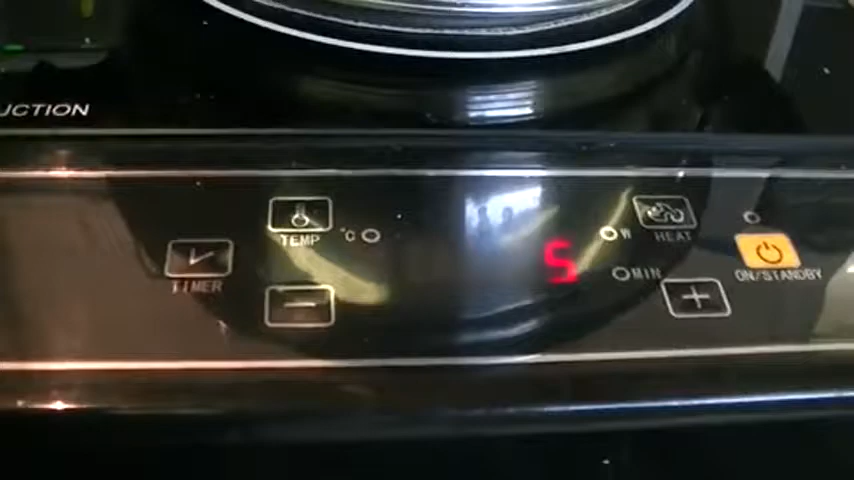 UCTION
TEMP
°C
W
HEAT
TIMER
5
MIN
ON/STANDBY